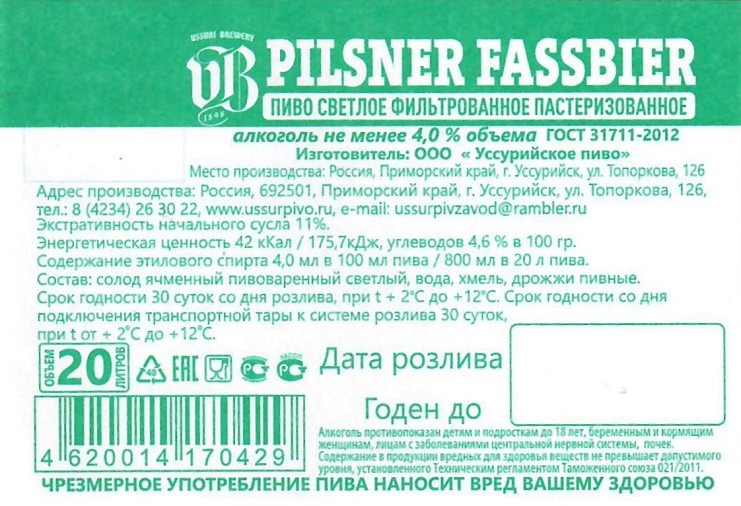 USSURI BREWERY
UB PILSNER FASSBIER
1898
ПИВО СВЕТЛОЕ ФИЛЬТРОВАННОЕ ПАСТЕРИЗОВАННОЕ
алкоголь не менее 4,0 % объема ГОСТ 31711-2012
Изготовитель: ООО « Уссурийское пиво»
Место производства: Россия, Приморский край, г. Уссурийск, ул. Топоркова, 126
Адрес производства: Россия, 692501, Приморский край, г. Уссурийск, ул. Топоркова, 126,
тел.: 8 (4234) 26 30 22, www.ussurpivo.ru, e-mail: ussurpivzavod@rambler.ru
Экстративность начального сусла 11%.
Энергетическая ценность 42 кКал / 175,7кДж, углеводов 4,6 % в 100 гр.
Содержание этилового спирта 4,0 мл в 100 мл пива / 800 мл в 20 л пива.
Состав: солод ячменный пивоваренный светлый, вода, хмель, дрожжи пивные.
Срок годности 30 суток со дня розлива, при t + 2°С до +12°С. Срок годности со дня
подключения транспортной тары к системе розлива 30 суток,
при t от + 2°С до +12°С.
ОБЪЕМ 20 ЛИТРОВ
40 ЕАС
Дата розлива
Годен до
Алкоголь противопоказан детям и подросткам до 18 лет, беременным и кормящим
женщинам, лицам с заболеваниями центральной нервной системы, почек.
Содержание в продукции вредных для здоровья веществ не превышает допустимого
уровня, установленного Техническим регламентом Таможенного союза 021/2011.
4 620014 170429
ЧРЕЗМЕРНОЕ УПОТРЕБЛЕНИЕ ПИВА НАНОСИТ ВРЕД ВАШЕМУ ЗДОРОВЬЮ